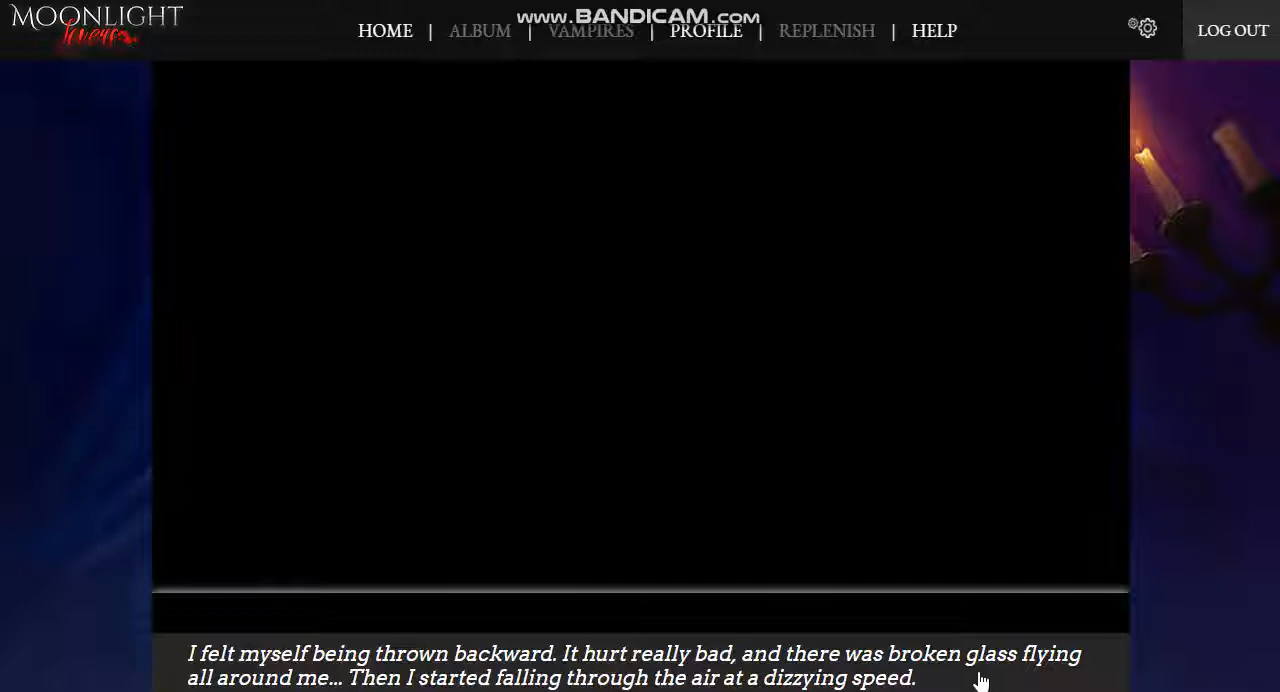 MOONLIGHT
lovers
www.BANDICAM.com
HOME | ALBUM | VAMPIRES | PROFILE | REPLENISH | HELP
LOG OUT
I felt myself being thrown backward. It hurt really bad, and there was broken glass flying
all around me... Then I started falling through the air at a dizzying speed.